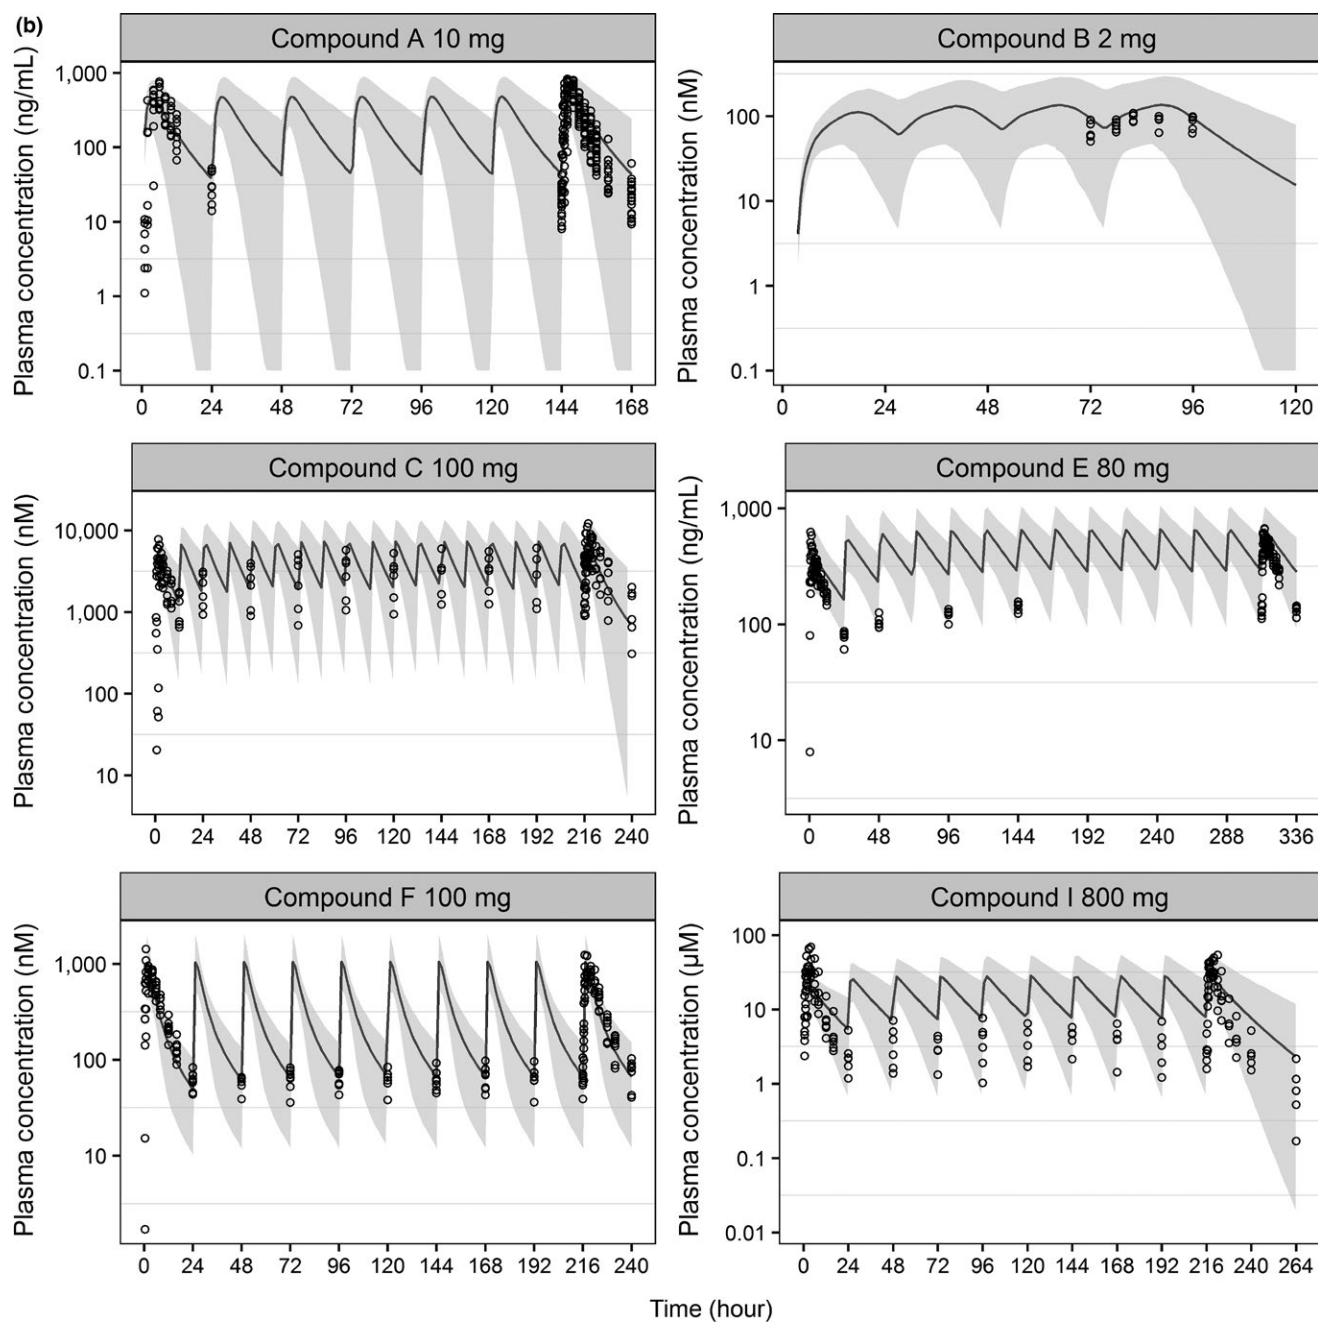 (b)
Compound A 10 mg
Plasma concentration (ng/mL)
1,000
100
10
1
0.1
0 24 48 72 96 120 144 168
Compound B 2 mg
Plasma concentration (nM)
100
10
1
0.1
0 24 48 72 96 120
Compound C 100 mg
Plasma concentration (nM)
10,000
1,000
100
10
0 24 48 72 96 120 144 168 192 216 240
Compound E 80 mg
Plasma concentration (ng/mL)
1,000
100
10
0 48 96 144 192 240 288 336
Compound F 100 mg
Plasma concentration (nM)
1,000
100
10
0 24 48 72 96 120 144 168 192 216 240
Compound I 800 mg
Plasma concentration (μM)
100
10
1
0.1
0.01
0 24 48 72 96 120 144 168 192 216 240 264
Time (hour)